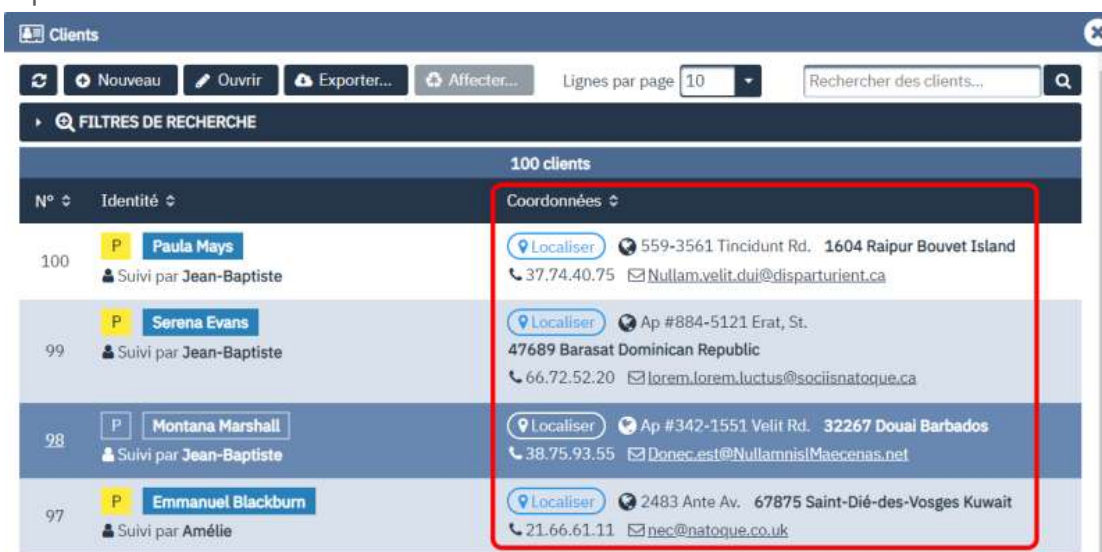 Clients
Nouveau Ouvrir Exporter... Affecter... Lignes par page 10 Rechercher des clients...
FILTRES DE RECHERCHE
100 clients
N° Identité Coordonnées
P Paula Mays Localiser 559-3561 Tincidunt Rd. 1604 Raipur Bouvet Island
100
Suivi par Jean-Baptiste 37.74.40.75 Nullam.velit.dui@disparturient.ca
P Serena Evans Localiser Ap #884-5121 Erat, St.
99 Suivi par Jean-Baptiste 47689 Barasat Dominican Republic
66.72.52.20 lorem.lorem.luctus@sociisnatoque.ca
P Montana Marshall Localiser Ap #342-1551 Velit Rd. 32267 Douai Barbados
98
Suivi par Jean-Baptiste 38.75.93.55 Donec.est@NullamnislMaecenas.net
P Emmanuel Blackburn Localiser 2483 Ante Av. 67875 Saint-Dié-des-Vosges Kuwait
97
Suivi par Amélie 21.66.61.11 nec@natoque.co.uk